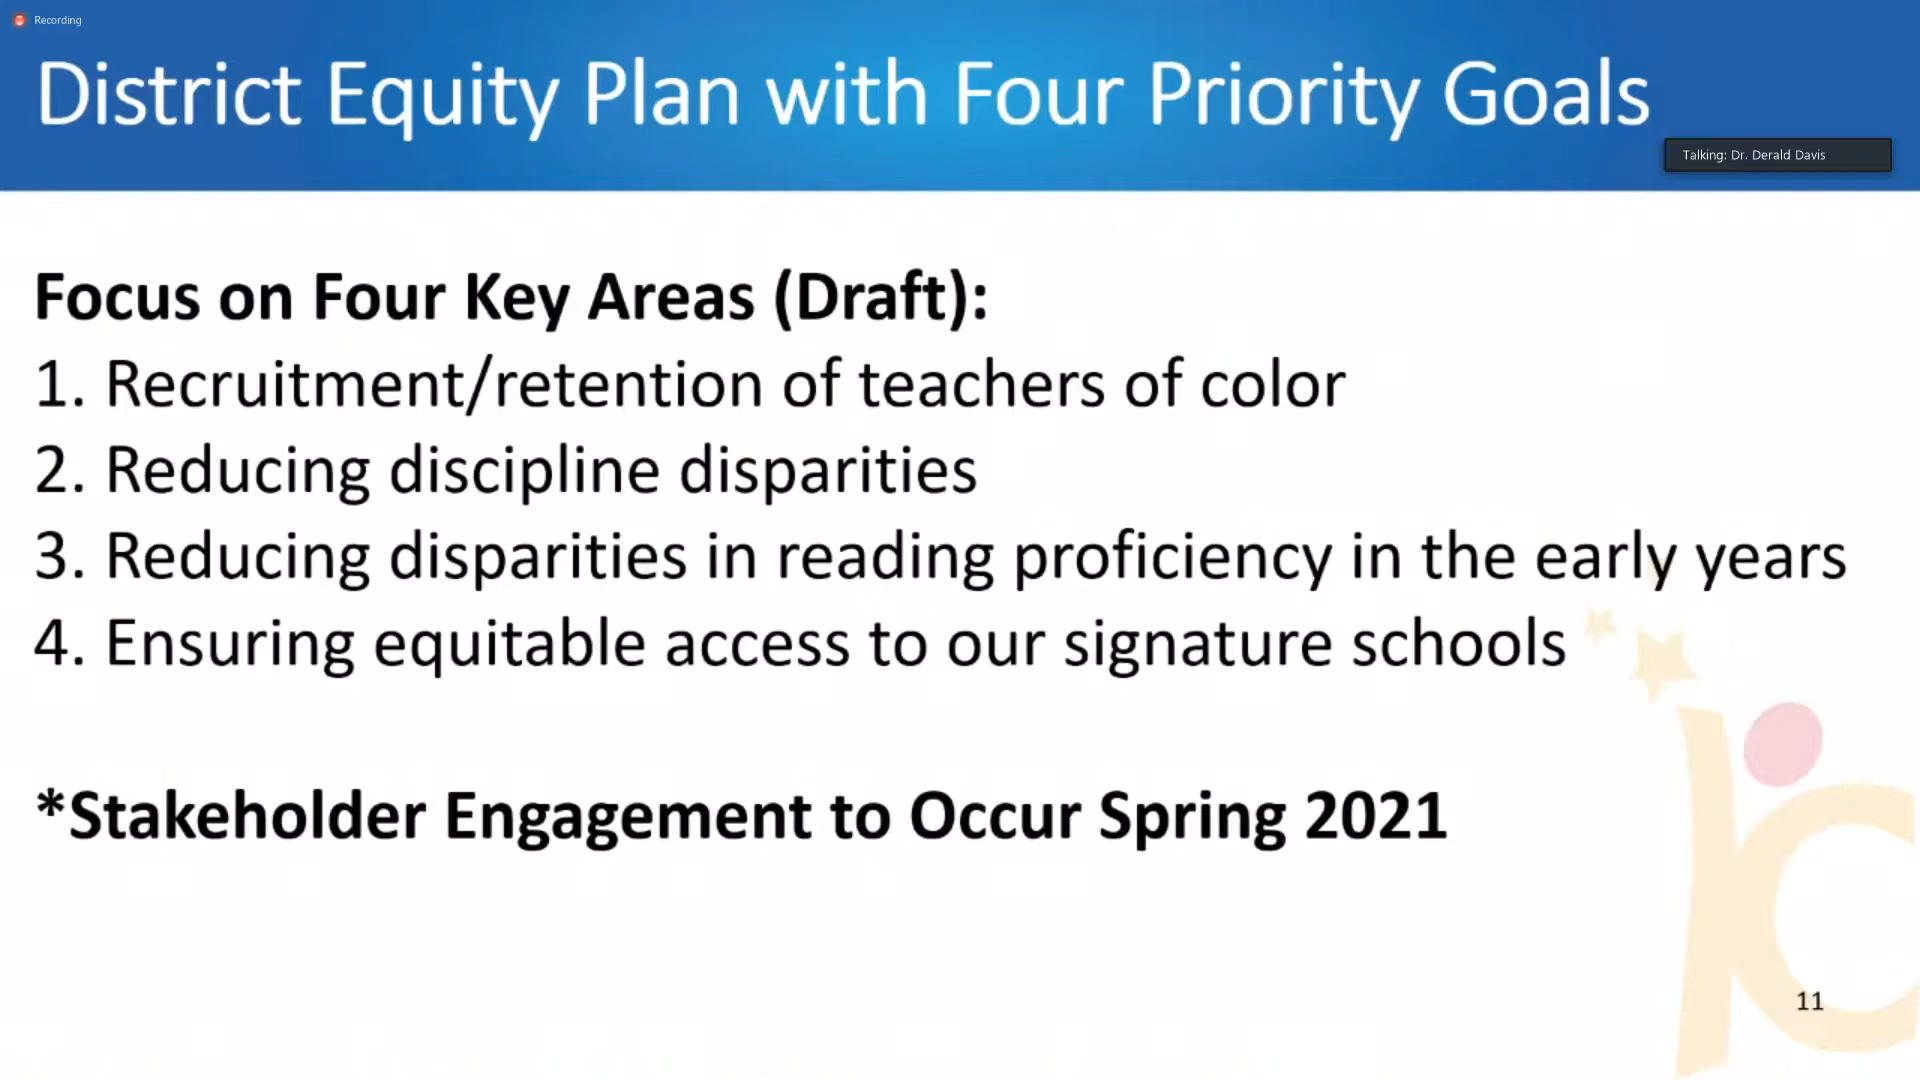 Recording
District Equity Plan with Four Priority Goals
Talking: Dr. Derald Davis
Focus on Four Key Areas (Draft):
1. Recruitment/retention of teachers of color
2. Reducing discipline disparities
3. Reducing disparities in reading proficiency in the early years
4. Ensuring equitable access to our signature schools
*Stakeholder Engagement to Occur Spring 2021
kc
11